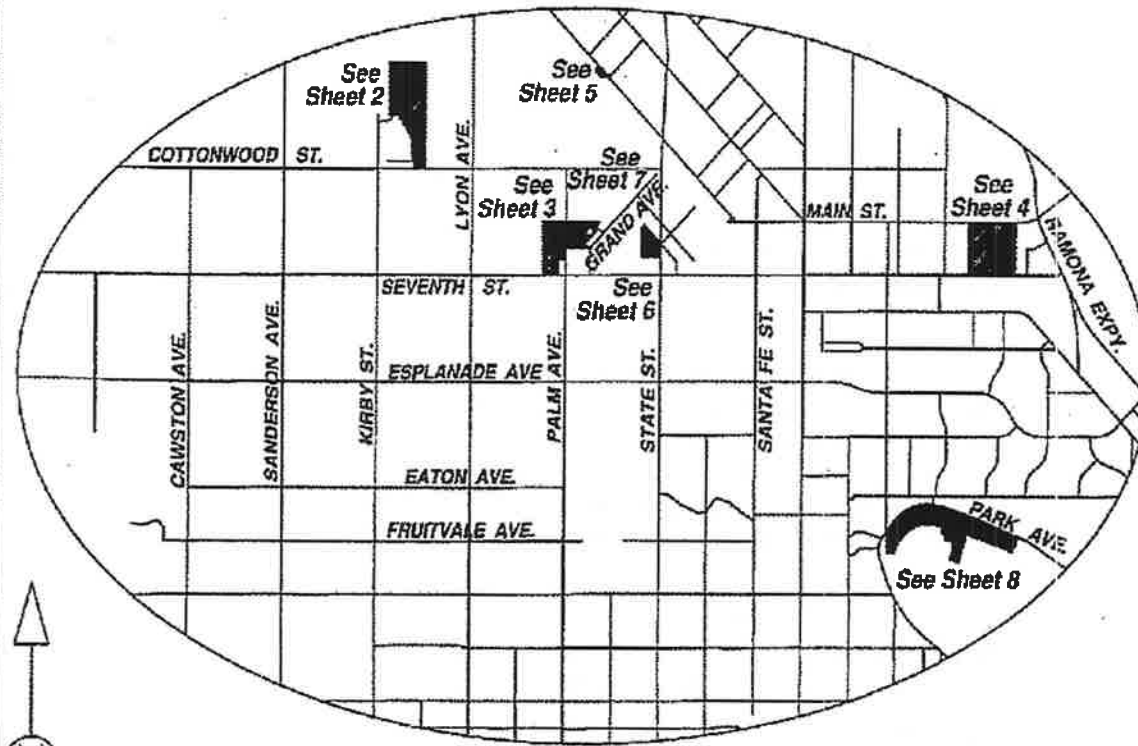 See
Sheet 2
See
Sheet 5
COTTONWOOD ST.
LYON AVE.
See
Sheet 7
See
Sheet 3
GRAND AVE.
MAIN ST.
See
Sheet 4
RAMONA EXPY.
SEVENTH ST.
See
Sheet 6
CAWSTON AVE.
SANDERSON AVE.
KIRBY ST.
ESPLANADE AVE
PALM AVE.
STATE ST.
SANTA FE ST.
EATON AVE.
FRUITVALE AVE.
PARK AVE.
See Sheet 8